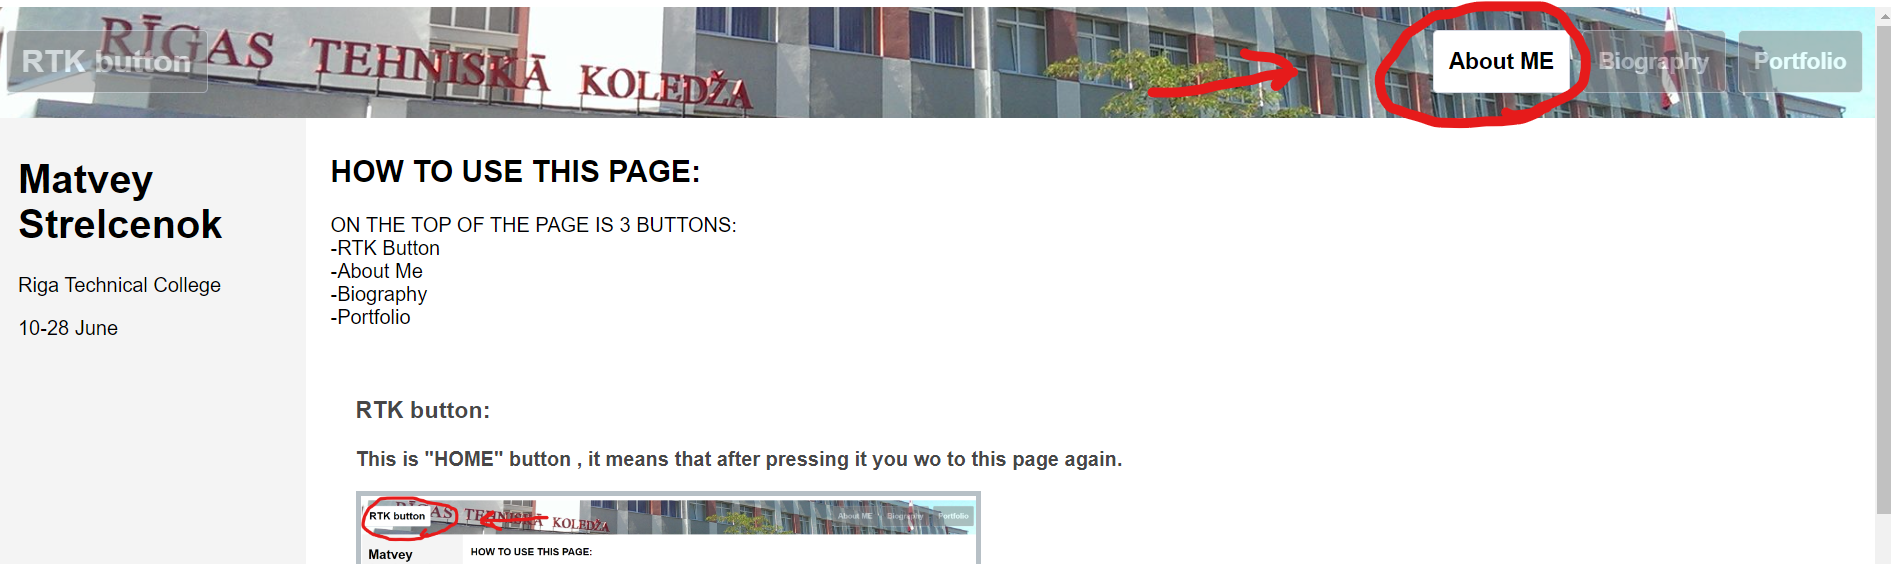 RĪGAS TEHNISKĀ KOLEDŽA
RTK button
About ME
Biography
Portfolio
Matvey
Strelcenok
Riga Technical College
10-28 June
HOW TO USE THIS PAGE:
ON THE TOP OF THE PAGE IS 3 BUTTONS:
-RTK Button
-About Me
-Biography
-Portfolio
RTK button:
This is "HOME" button , it means that after pressing it you wo to this page again.
RĪGAS TEHNISKĀ KOLEDŽA
RTK button
About ME
Biography
Portfolio
Matvey
HOW TO USE THIS PAGE: